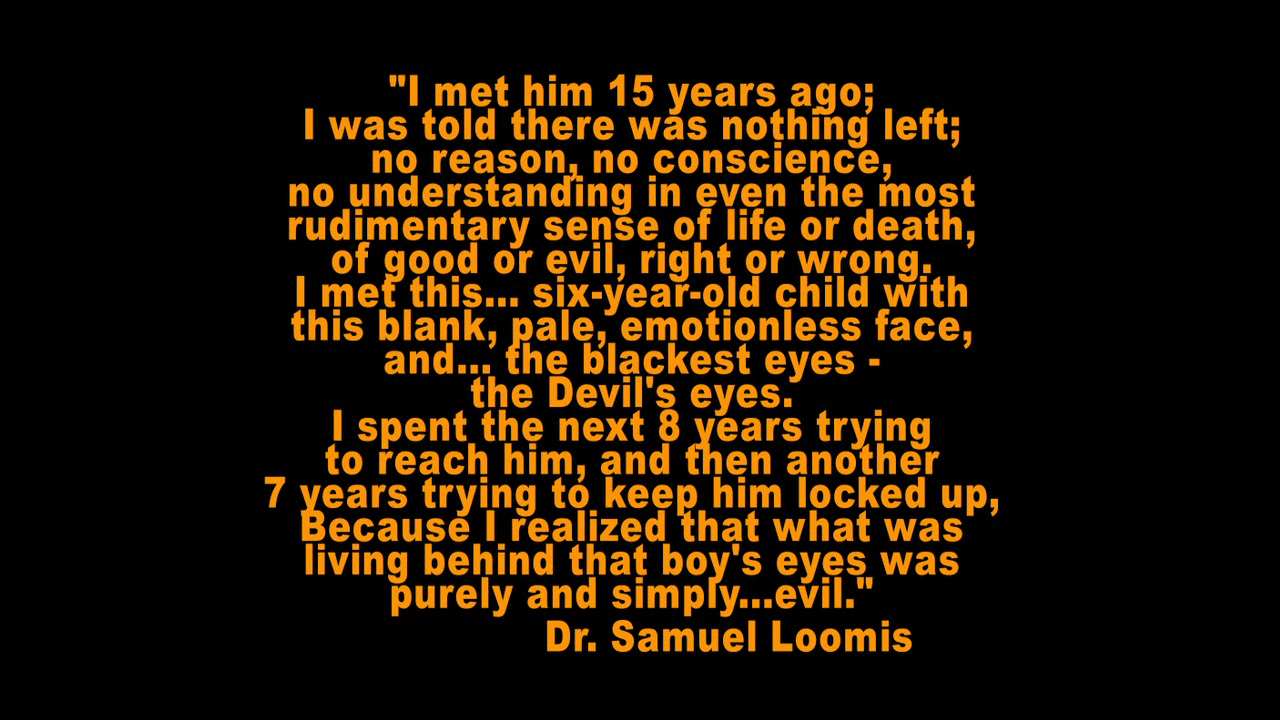 "I met him 15 years ago;
I was told there was nothing left;
no reason, no conscience,
no understanding in even the most
rudimentary sense of life or death,
of good or evil, right or wrong.
I met this... six-year-old child with
this blank, pale, emotionless face,
and... the blackest eyes -
the Devil's eyes.
I spent the next 8 years trying
to reach him, and then another
7 years trying to keep him locked up,
Because I realized that what was
living behind that boy's eyes was
purely and simply...evil."
Dr. Samuel Loomis